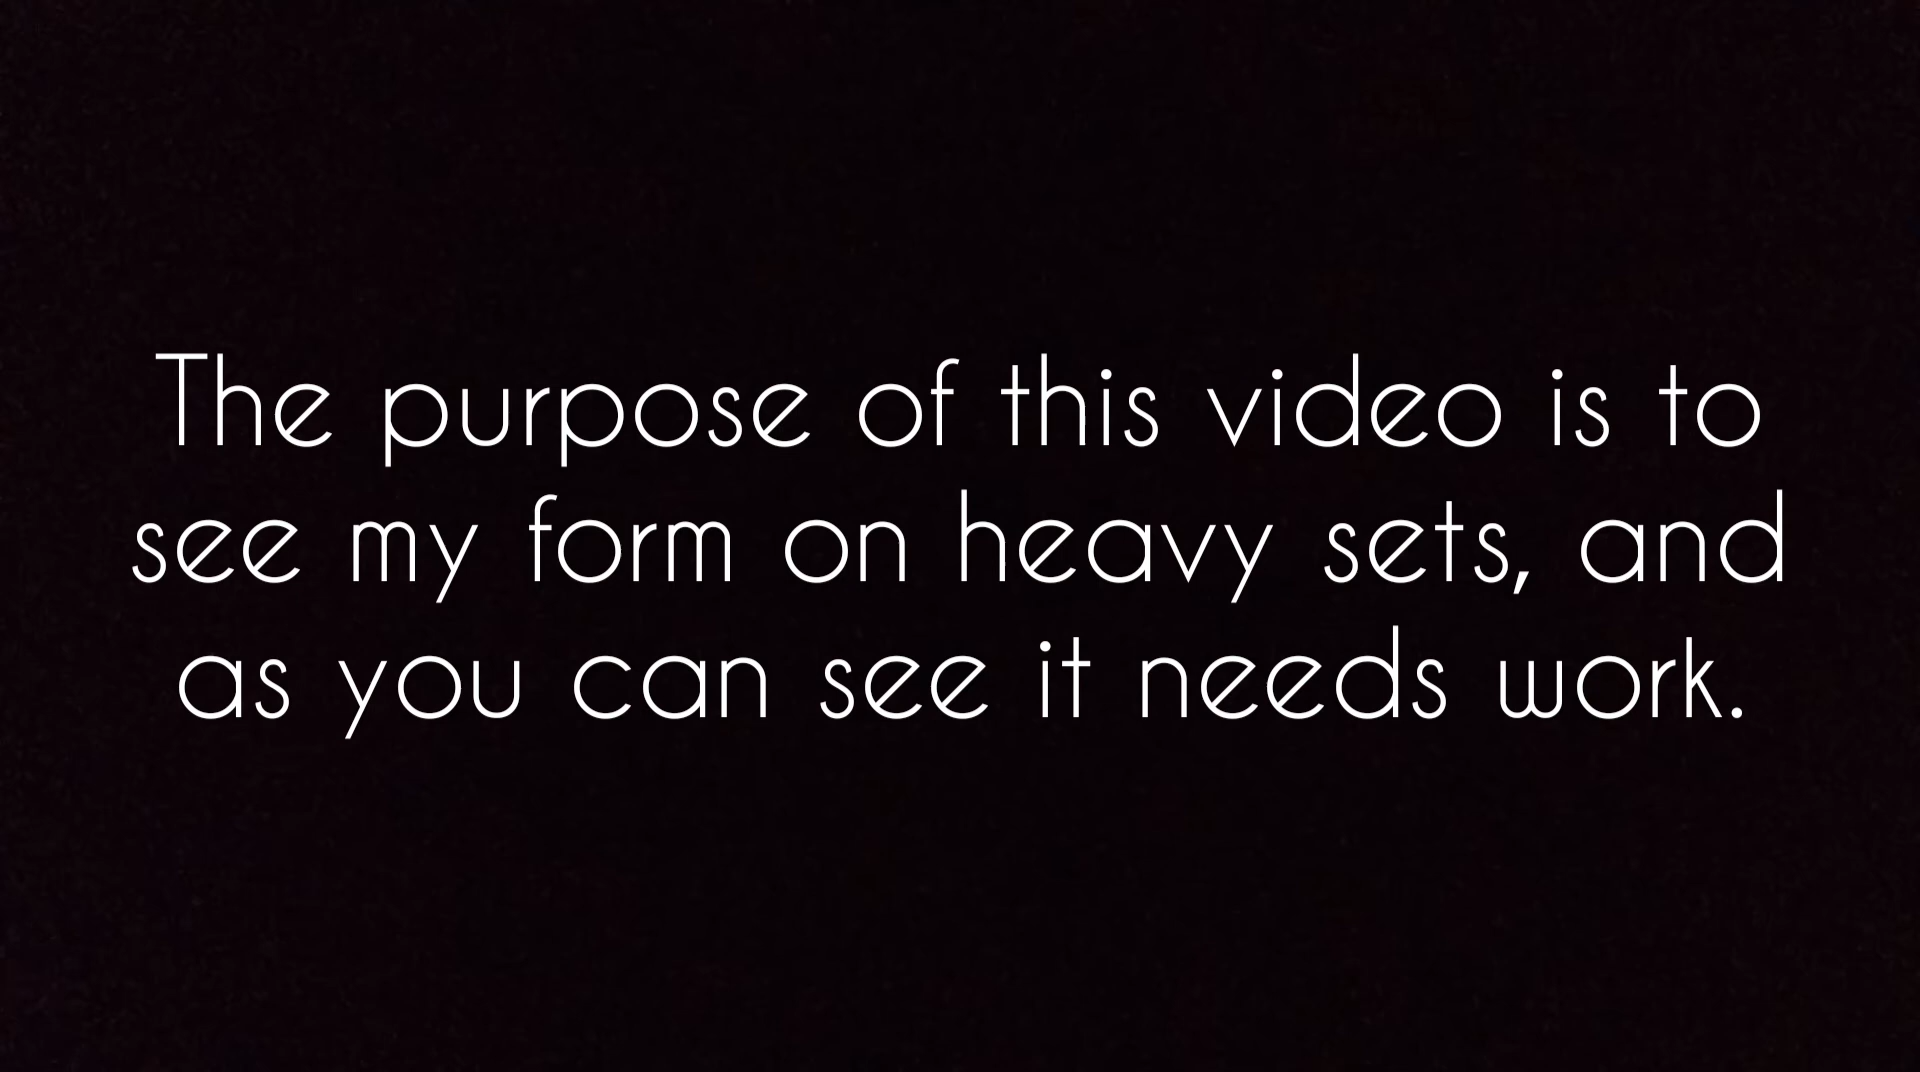 The purpose of this video is to
see my form on heavy sets, and
as you can see it needs work.